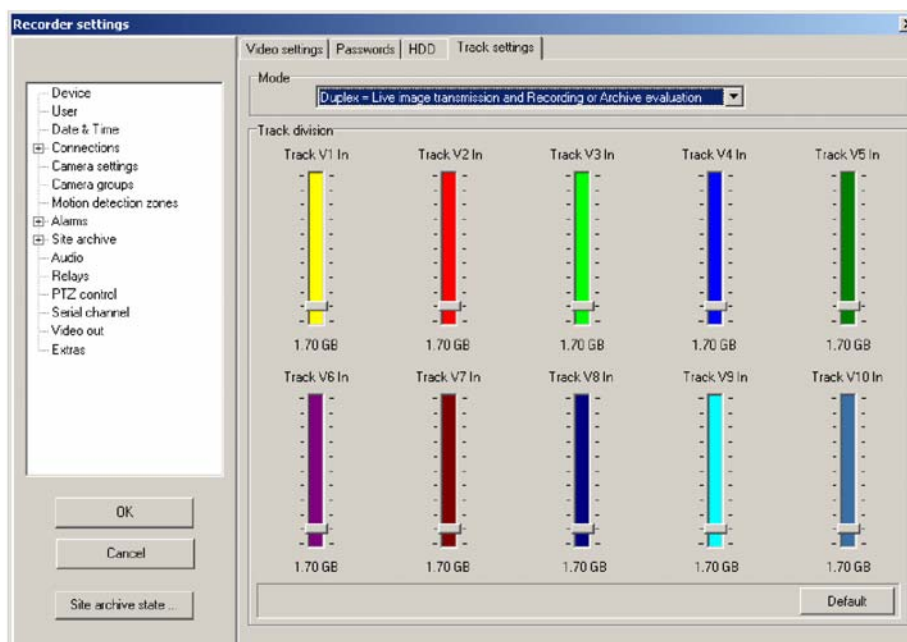 Recorder settings
Video settings
Passwords
HDD
Track settings
Device
User
Date & Time
Connections
Camera settings
Camera groups
Motion detection zones
Alarms
Site archive
Audio
Relays
PTZ control
Serial channel
Video out
Extras
OK
Cancel
Site archive state ...
Mode
Duplex = Live image transmission and Recording or Archive evaluation
Track division
Track V1 In
Track V2 In
Track V3 In
Track V4 In
Track V5 In
1.70 GB
1.70 GB
1.70 GB
1.70 GB
1.70 GB
Track V6 In
Track V7 In
Track V8 In
Track V9 In
Track V10 In
1.70 GB
1.70 GB
1.70 GB
1.70 GB
1.70 GB
Default